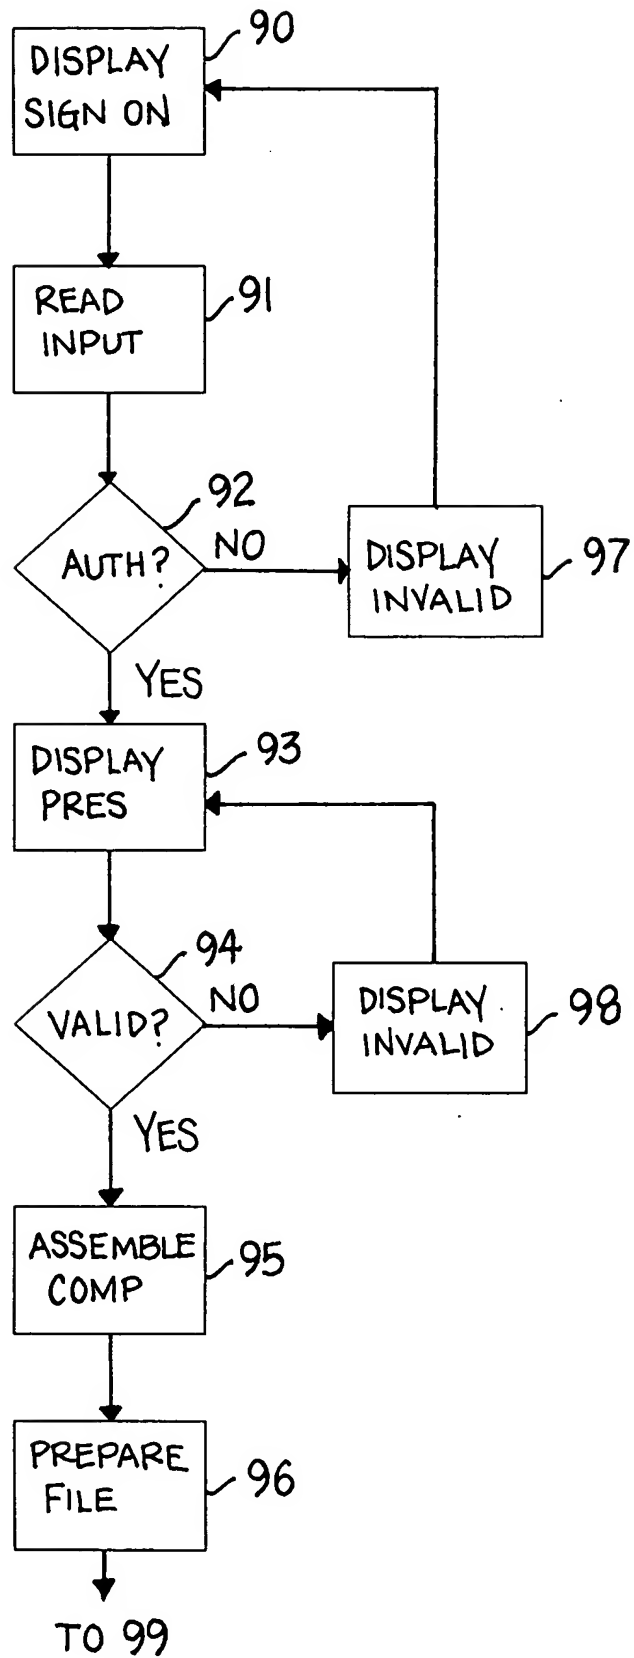 90
DISPLAY
SIGN ON
READ
INPUT
91
92
AUTH?
NO
DISPLAY
INVALID
97
YES
DISPLAY
PRES
93
94
VALID?
NO
DISPLAY
INVALID
98
YES
ASSEMBLE
COMP
95
PREPARE
FILE
96
TO 99